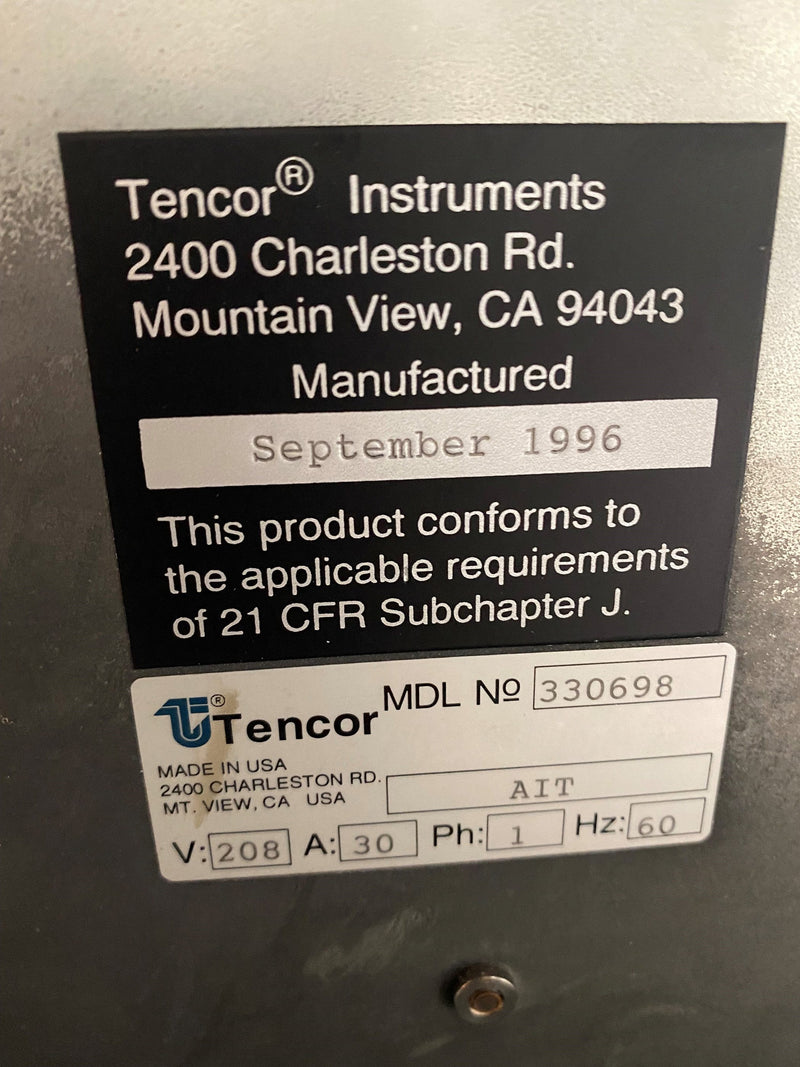 Tencor® Instruments
2400 Charleston Rd.
Mountain View, CA 94043
Manufactured
September 1996
This product conforms to
the applicable requirements
of 21 CFR Subchapter J.
®Tencor MDL Nº 330698
MADE IN USA
2400 CHARLESTON RD.
MT. VIEW, CA USA
AIT
V: 208 A: 30 Ph: 1 Hz: 60